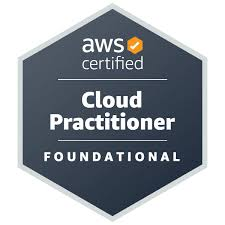 aws
certified
Cloud
Practitioner
FOUNDATIONAL